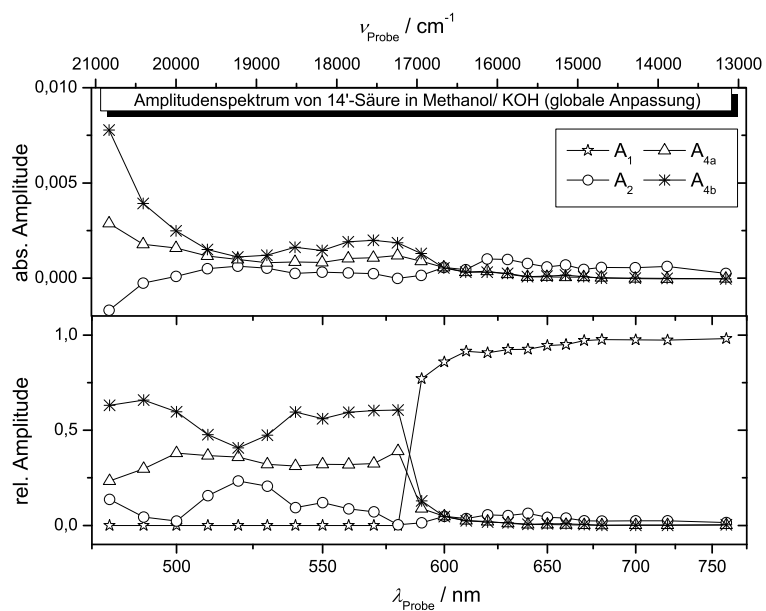 ν Probe / cm⁻¹
21000 20000 19000 18000 17000 16000 15000 14000 13000
Amplitudenspektrum von 14'-Säure in Methanol/ KOH (globale Anpassung)
A₁ A₄ₐ
A₂ A₄b
abs. Amplitude
0,010
0,005
0,000
rel. Amplitude
1,0
0,5
0,0
500 550 600 650 700 750
λ Probe / nm